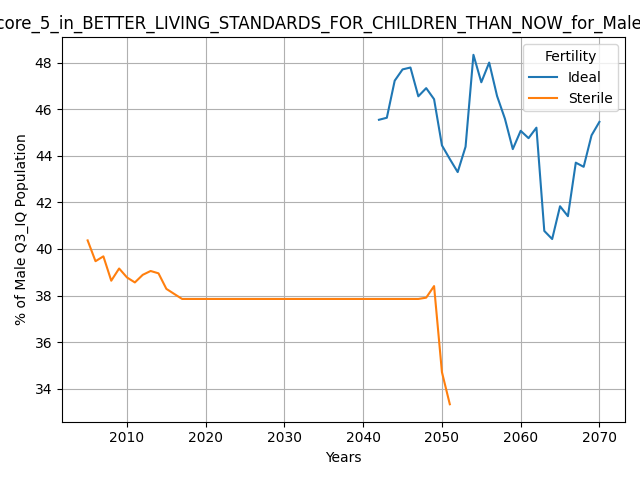 core_5_in_BETTER_LIVING_STANDARDS_FOR_CHILDREN_THAN_NOW_for_Male
Fertility
Ideal
Sterile
% of Male Q3_IQ Population
48
46
44
42
40
38
36
34
2010 2020 2030 2040 2050 2060 2070
Years